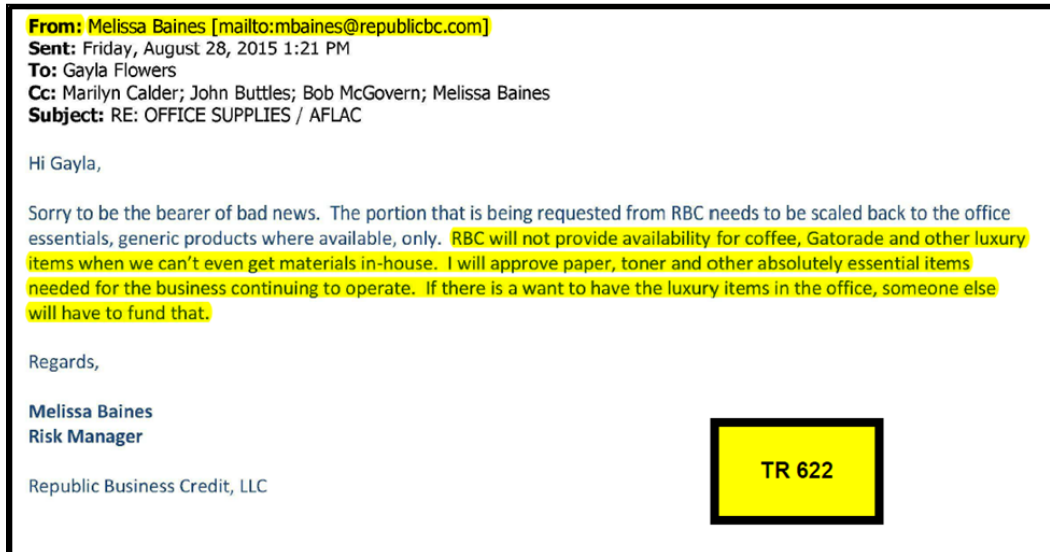 From: Melissa Baines [mailto:mbaines@republicbc.com]
Sent: Friday, August 28, 2015 1:21 PM
To: Gayla Flowers
Cc: Marilyn Calder; John Buttles; Bob McGovern; Melissa Baines
Subject: RE: OFFICE SUPPLIES / AFLAC
Hi Gayla,
Sorry to be the bearer of bad news.  The portion that is being requested from RBC needs to be scaled back to the office
essentials, generic products where available, only.  RBC will not provide availability for coffee, Gatorade and other luxury
items when we can't even get materials in-house.  I will approve paper, toner and other absolutely essential items
needed for the business continuing to operate.  If there is a want to have the luxury items in the office, someone else
will have to fund that.
Regards,
Melissa Baines
Risk Manager
Republic Business Credit, LLC
TR 622